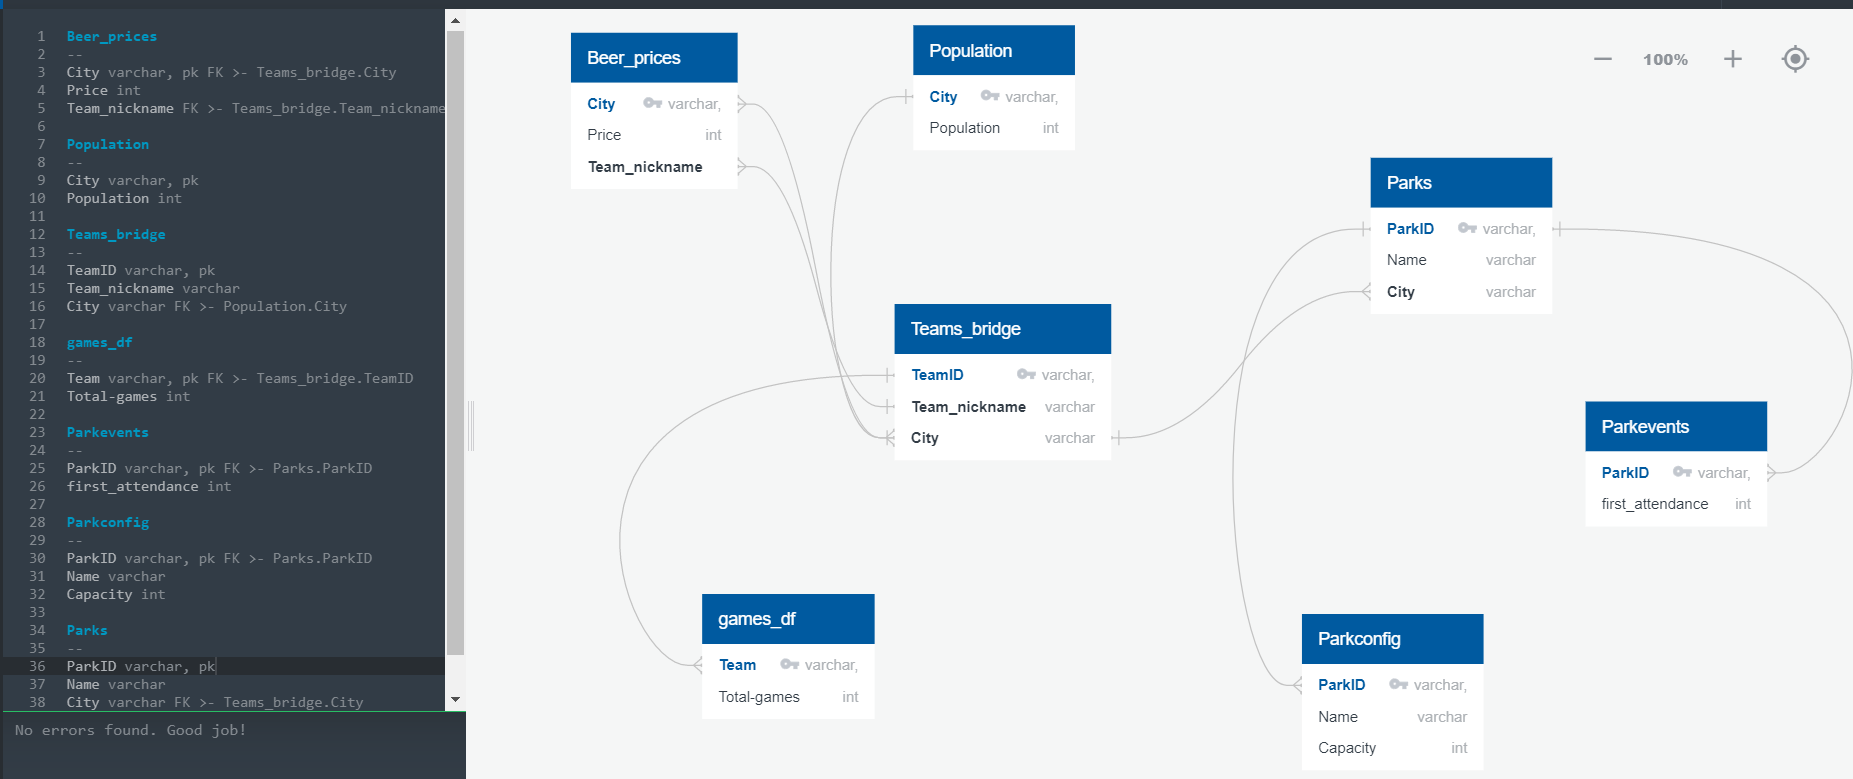 1 Beer_prices
2 --
3 City varchar, pk FK >- Teams_bridge.City
4 Price int
5 Team_nickname FK >- Teams_bridge.Team_nickname
6
7 Population
8 --
9 City varchar, pk
10 Population int
11
12 Teams_bridge
13 --
14 TeamID varchar, pk
15 Team_nickname varchar
16 City varchar FK >- Population.City
17
18 games_df
19 --
20 Team varchar, pk FK >- Teams_bridge.TeamID
21 Total-games int
22
23 Parkevents
24 --
25 ParkID varchar, pk FK >- Parks.ParkID
26 first_attendance int
27
28 Parkconfig
29 --
30 ParkID varchar, pk FK >- Parks.ParkID
31 Name varchar
32 Capacity int
33
34 Parks
35 --
36 ParkID varchar, pk
37 Name varchar
38 City varchar FK >- Teams_bridge.City
No errors found. Good job!
Beer_prices
City varchar,
Price int
Team_nickname
Population
City varchar,
Population int
100%
Parks
ParkID varchar,
Name varchar
City varchar
Teams_bridge
TeamID varchar,
Team_nickname varchar
City varchar
Parkevents
ParkID varchar,
first_attendance int
games_df
Team varchar,
Total-games int
Parkconfig
ParkID varchar,
Name varchar
Capacity int